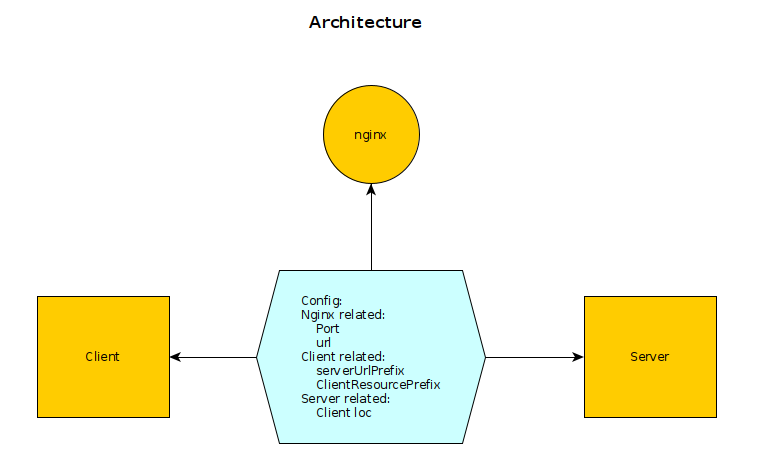 Architecture
nginx
Config:
Nginx related:
Port
url
Client related:
serverUrlPrefix
ClientResourcePrefix
Server related:
Client loc
Client
Server